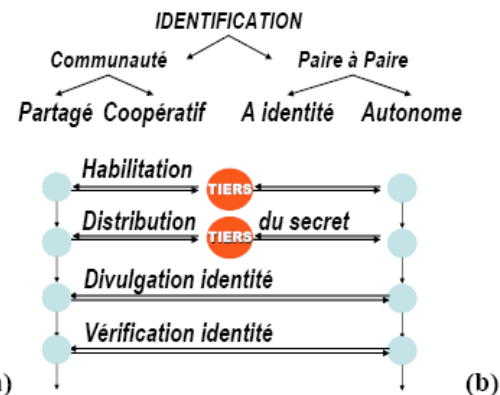 IDENTIFICATION
Communauté Paire à Paire
Partagé Coopératif A identité Autonome
Habilitation TIERS
Distribution TIERS du secret
Divulgation identité
Vérification identité
) (b)